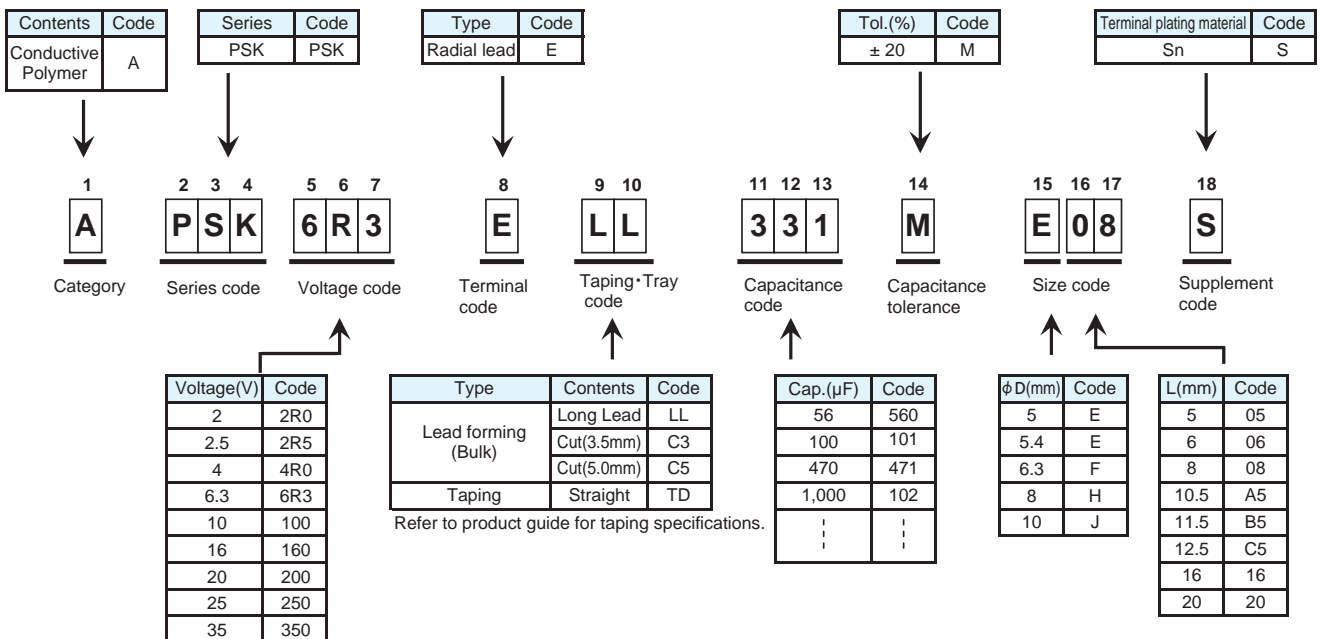 Contents Code
Conductive Polymer A
Series Code
PSK PSK
Type Code
Radial lead E
Tol.(%) Code
± 20 M
Terminal plating material Code
Sn S
1 2 3 4 5 6 7 8 9 10 11 12 13 14 15 16 17 18
A P S K 6 R 3 E L L 3 3 1 M E 0 8 S
Category
Series code
Voltage code
Terminal code
Taping・Tray code
Capacitance code
Capacitance tolerance
Size code
Supplement code
Voltage(V) Code
2 2R0
2.5 2R5
4 4R0
6.3 6R3
10 100
16 160
20 200
25 250
35 350
Type Contents Code
Lead forming (Bulk)
Long Lead LL
Cut(3.5mm) C3
Cut(5.0mm) C5
Taping Straight TD
Refer to product guide for taping specifications.
Cap.(μF) Code
56 560
100 101
470 471
1,000 102
φD(mm) Code
5 E
5.4 E
6.3 F
8 H
10 J
L(mm) Code
5 05
6 06
8 08
10.5 A5
11.5 B5
12.5 C5
16 16
20 20